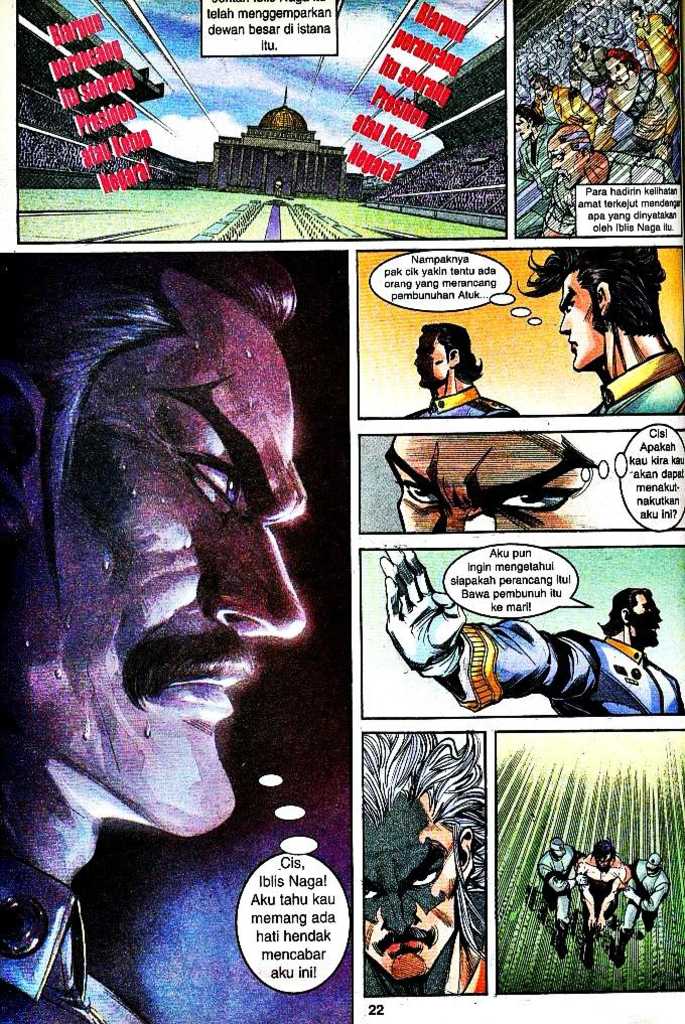 telah menggemparkan
dewan besar di istana
itu.
Biarpun
perancang
itu seorang
Presiden
atau Ketua
Negara!
Biarpun
perancang
itu seorang
Presiden
atau Ketua
Negara!
Para hadirin kelihatan
amat terkejut mendengar
apa yang dinyatakan
oleh Iblis Naga itu.
Nampaknya
pak cik yakin tentu ada
orang yang merancang
pembunuhan Atuk...
Cis!
Apakah
kau kira kau
akan dapat
menakut-
nakutkan
aku ini?
Aku pun
ingin mengetahui
siapakah perancang itu!
Bawa pembunuh itu
ke mari!
Cis,
Iblis Naga!
Aku tahu kau
memang ada
hati hendak
mencabar
aku ini!
22